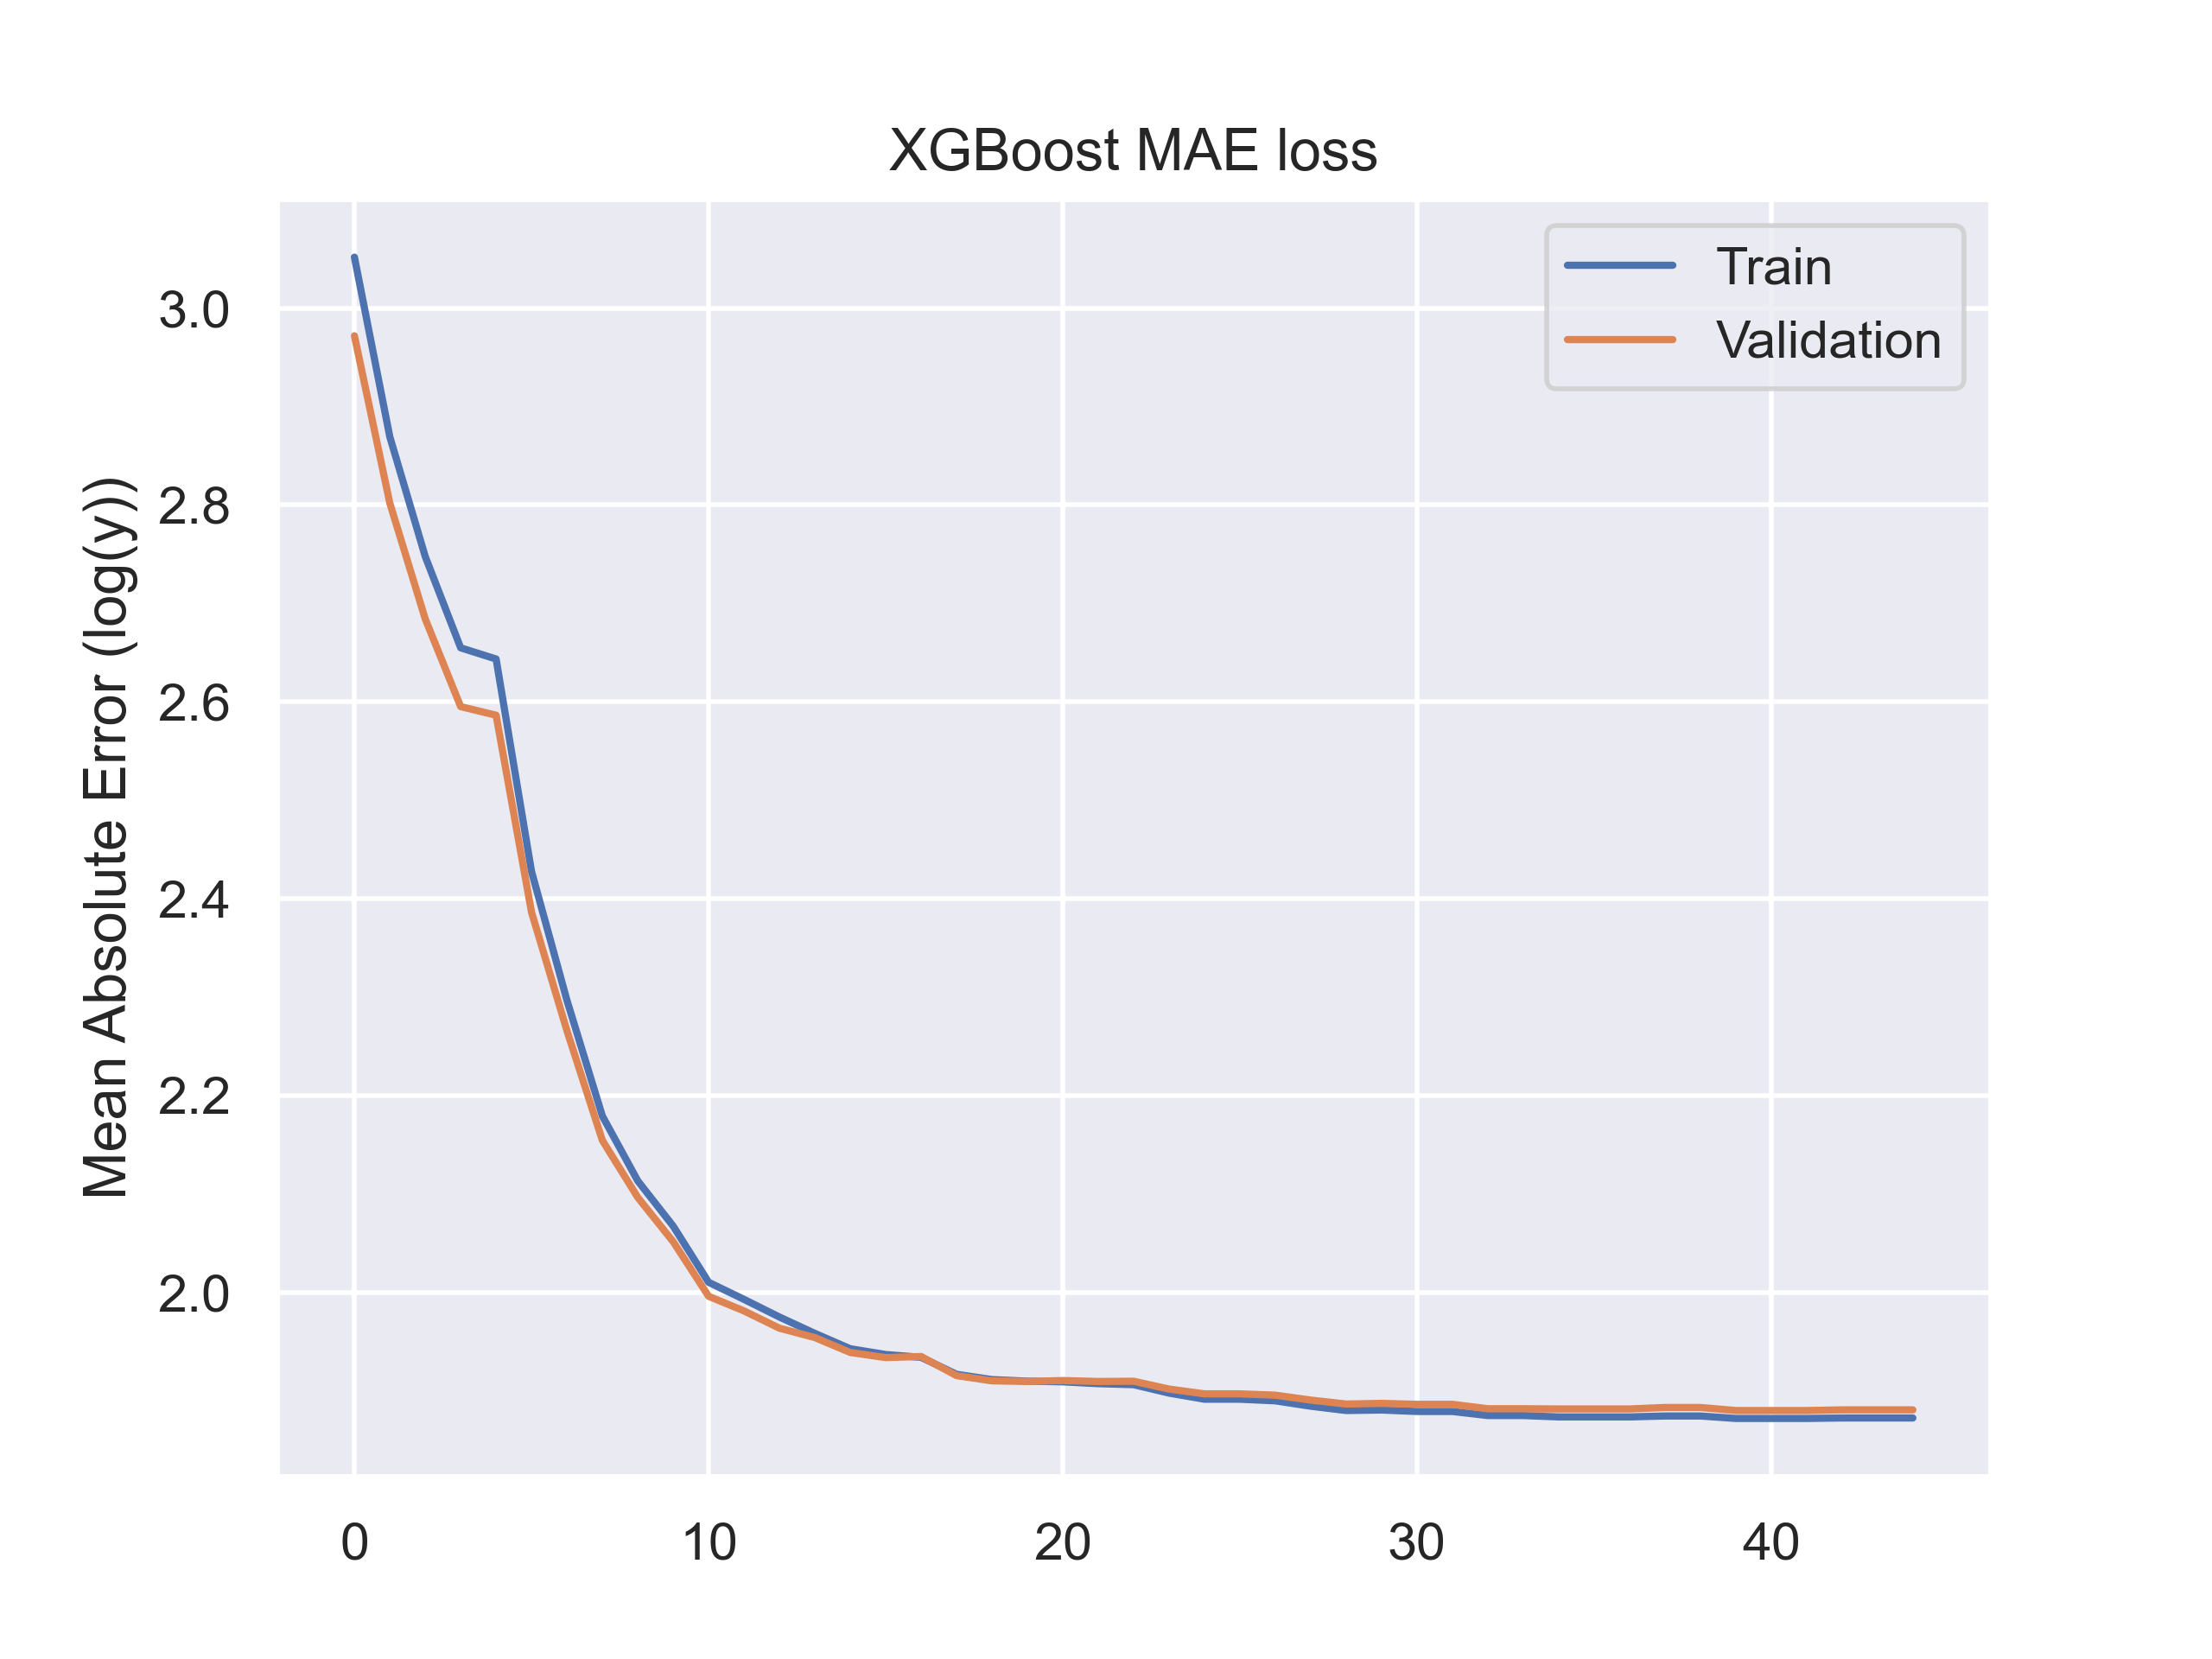 XGBoost MAE loss
Train
Validation
Mean Absolute Error (log(y))
3.0
2.8
2.6
2.4
2.2
2.0
0 10 20 30 40